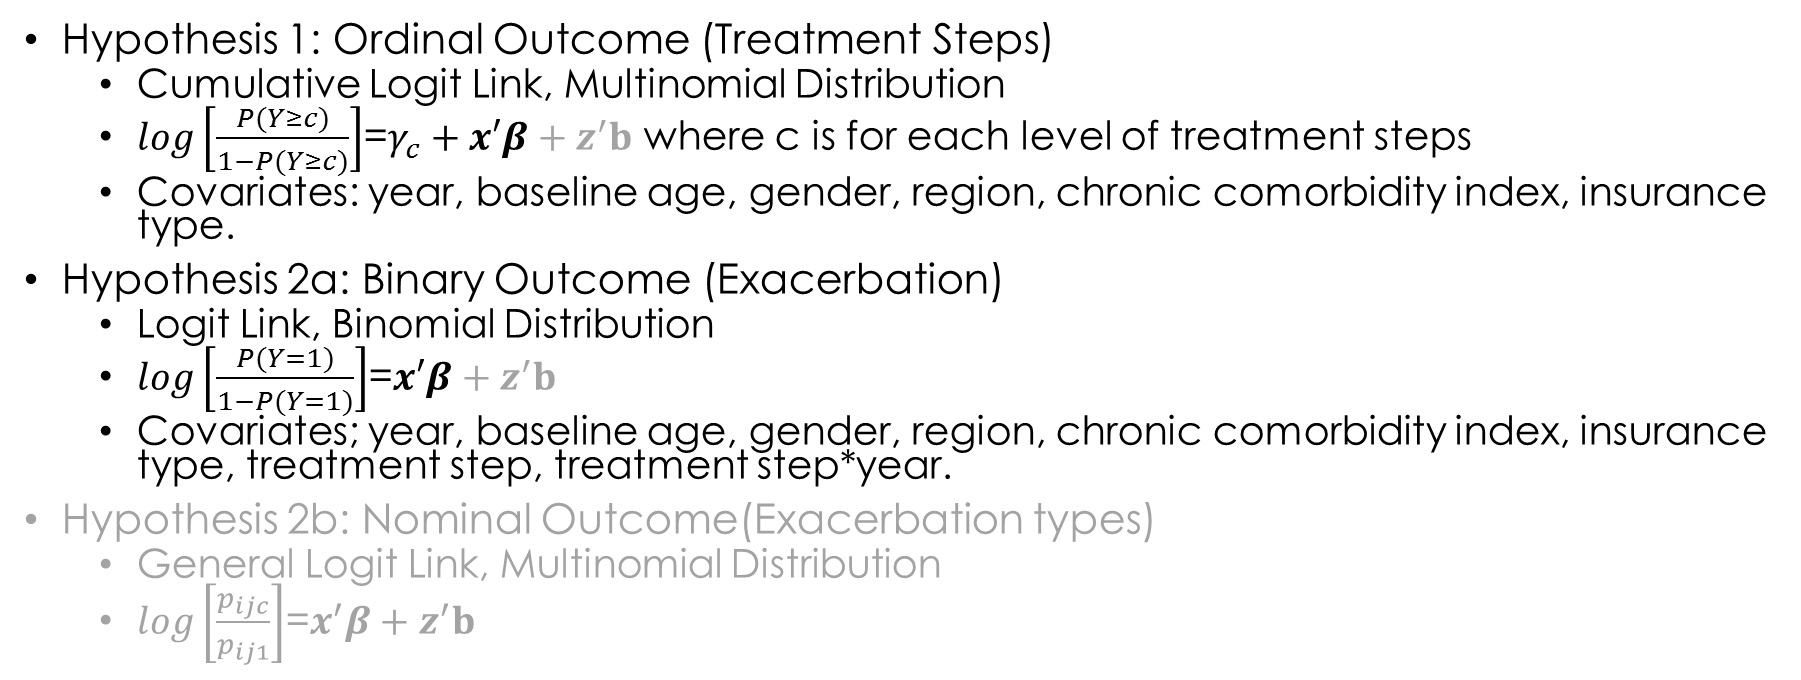 • Hypothesis 1: Ordinal Outcome (Treatment Steps)
• Cumulative Logit Link, Multinomial Distribution
• log[P(Y≥c)/1−P(Y≥c)]=γc + x′β + z′b where c is for each level of treatment steps
• Covariates: year, baseline age, gender, region, chronic comorbidity index, insurance
type.
• Hypothesis 2a: Binary Outcome (Exacerbation)
• Logit Link, Binomial Distribution
• log[P(Y=1)/1−P(Y=1)]=x′β + z′b
• Covariates; year, baseline age, gender, region, chronic comorbidity index, insurance
type, treatment step, treatment step*year.
• Hypothesis 2b: Nominal Outcome(Exacerbation types)
• General Logit Link, Multinomial Distribution
• log[pijc/pij1]=x′β + z′b